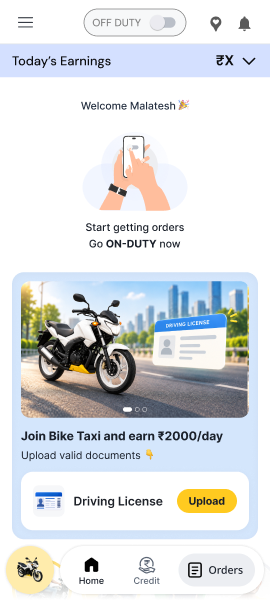 OFF DUTY
Today's Earnings ₹X
Welcome Malatesh 🎉
Start getting orders
Go ON-DUTY now
DRIVING LICENSE
Join Bike Taxi and earn ₹2000/day
Upload valid documents 👇
Driving License Upload
Home Credit Orders